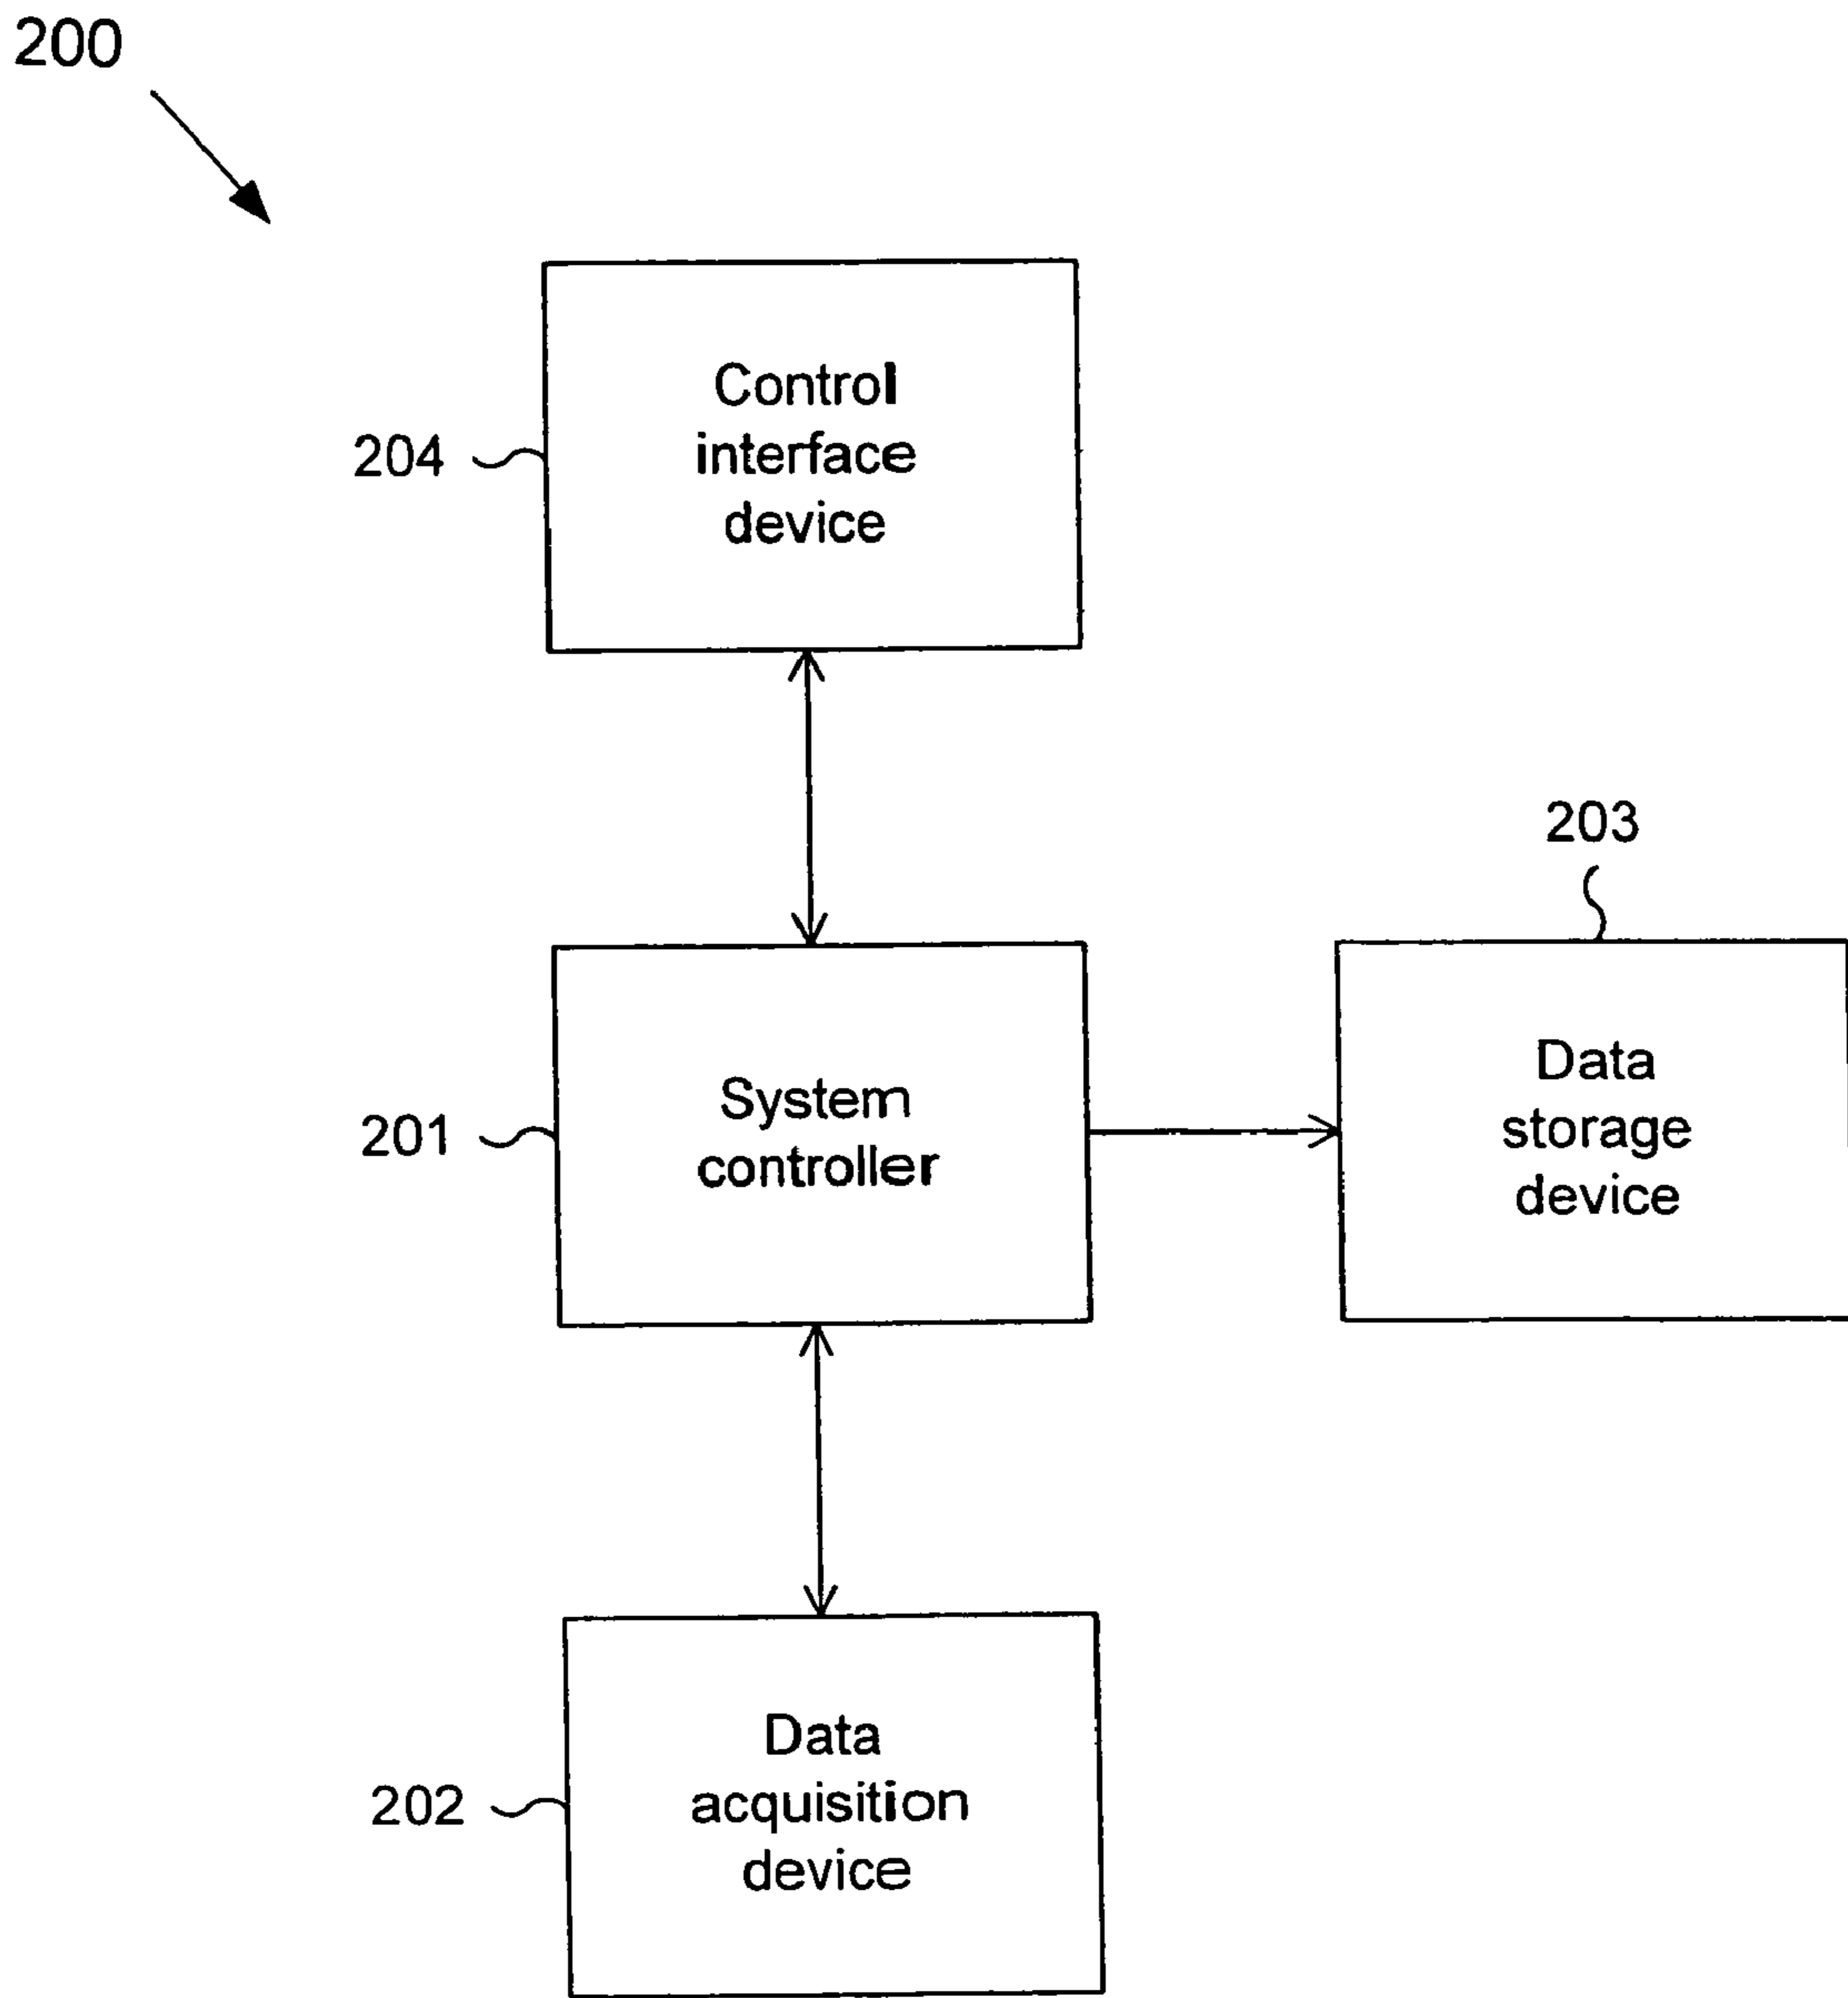 200
Control
interface
device
204
203
System
controller
201
Data
storage
device
Data
acquisition
device
202